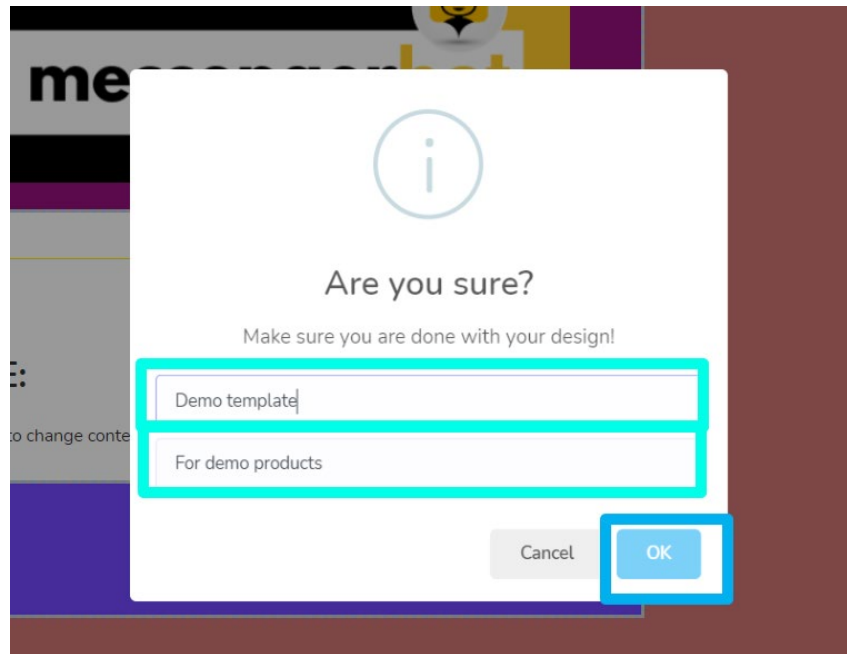 messengerbot
Are you sure?
Make sure you are done with your design!
E:
Demo template
to change conte
For demo products
Cancel
OK